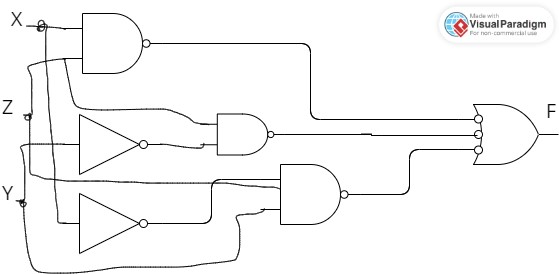 X
Made with
Visual Paradigm
For non-commercial use
Z
F
Y